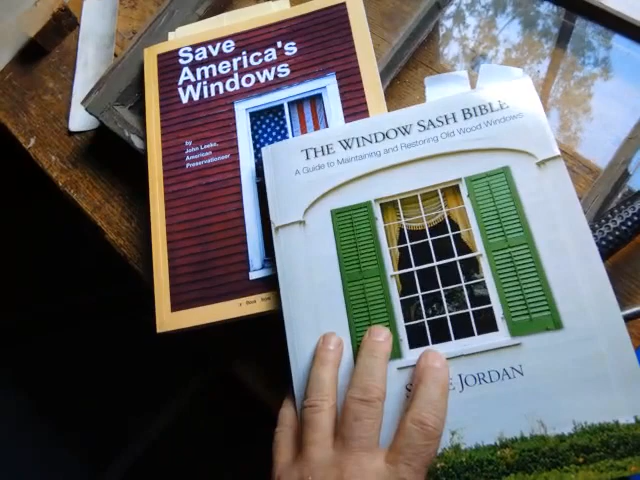 Save
America's
Windows
by
John Leeke,
American
Preservationeer
THE WINDOW SASH BIBLE
A Guide to Maintaining and Restoring Old Wood Windows
JORDAN